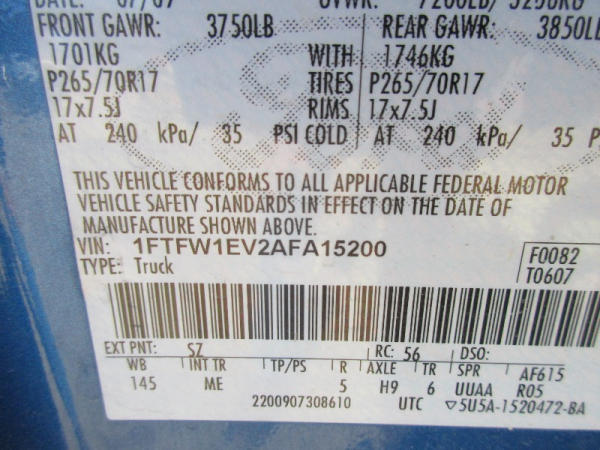 FRONT GAWR: 3750LB REAR GAWR: 3850LB
1701KG WITH 1746KG
P265/70R17 TIRES P265/70R17
17x7.5J RIMS 17x7.5J
AT 240 kPa/ 35 PSI COLD AT 240 kPa/ 35
THIS VEHICLE CONFORMS TO ALL APPLICABLE FEDERAL MOTOR
VEHICLE SAFETY STANDARDS IN EFFECT ON THE DATE OF
MANUFACTURE SHOWN ABOVE.
VIN: 1FTFW1EV2AFA15200 F0082
TYPE: Truck T0607
EXT PNT: SZ RC: 56 DSO:
WB INT TR TP/PS R AXLE TR SPR AF615
145 ME 5 H9 6 UUAA R05
2200907308610 UTC ▽5U5A-1520472-BA